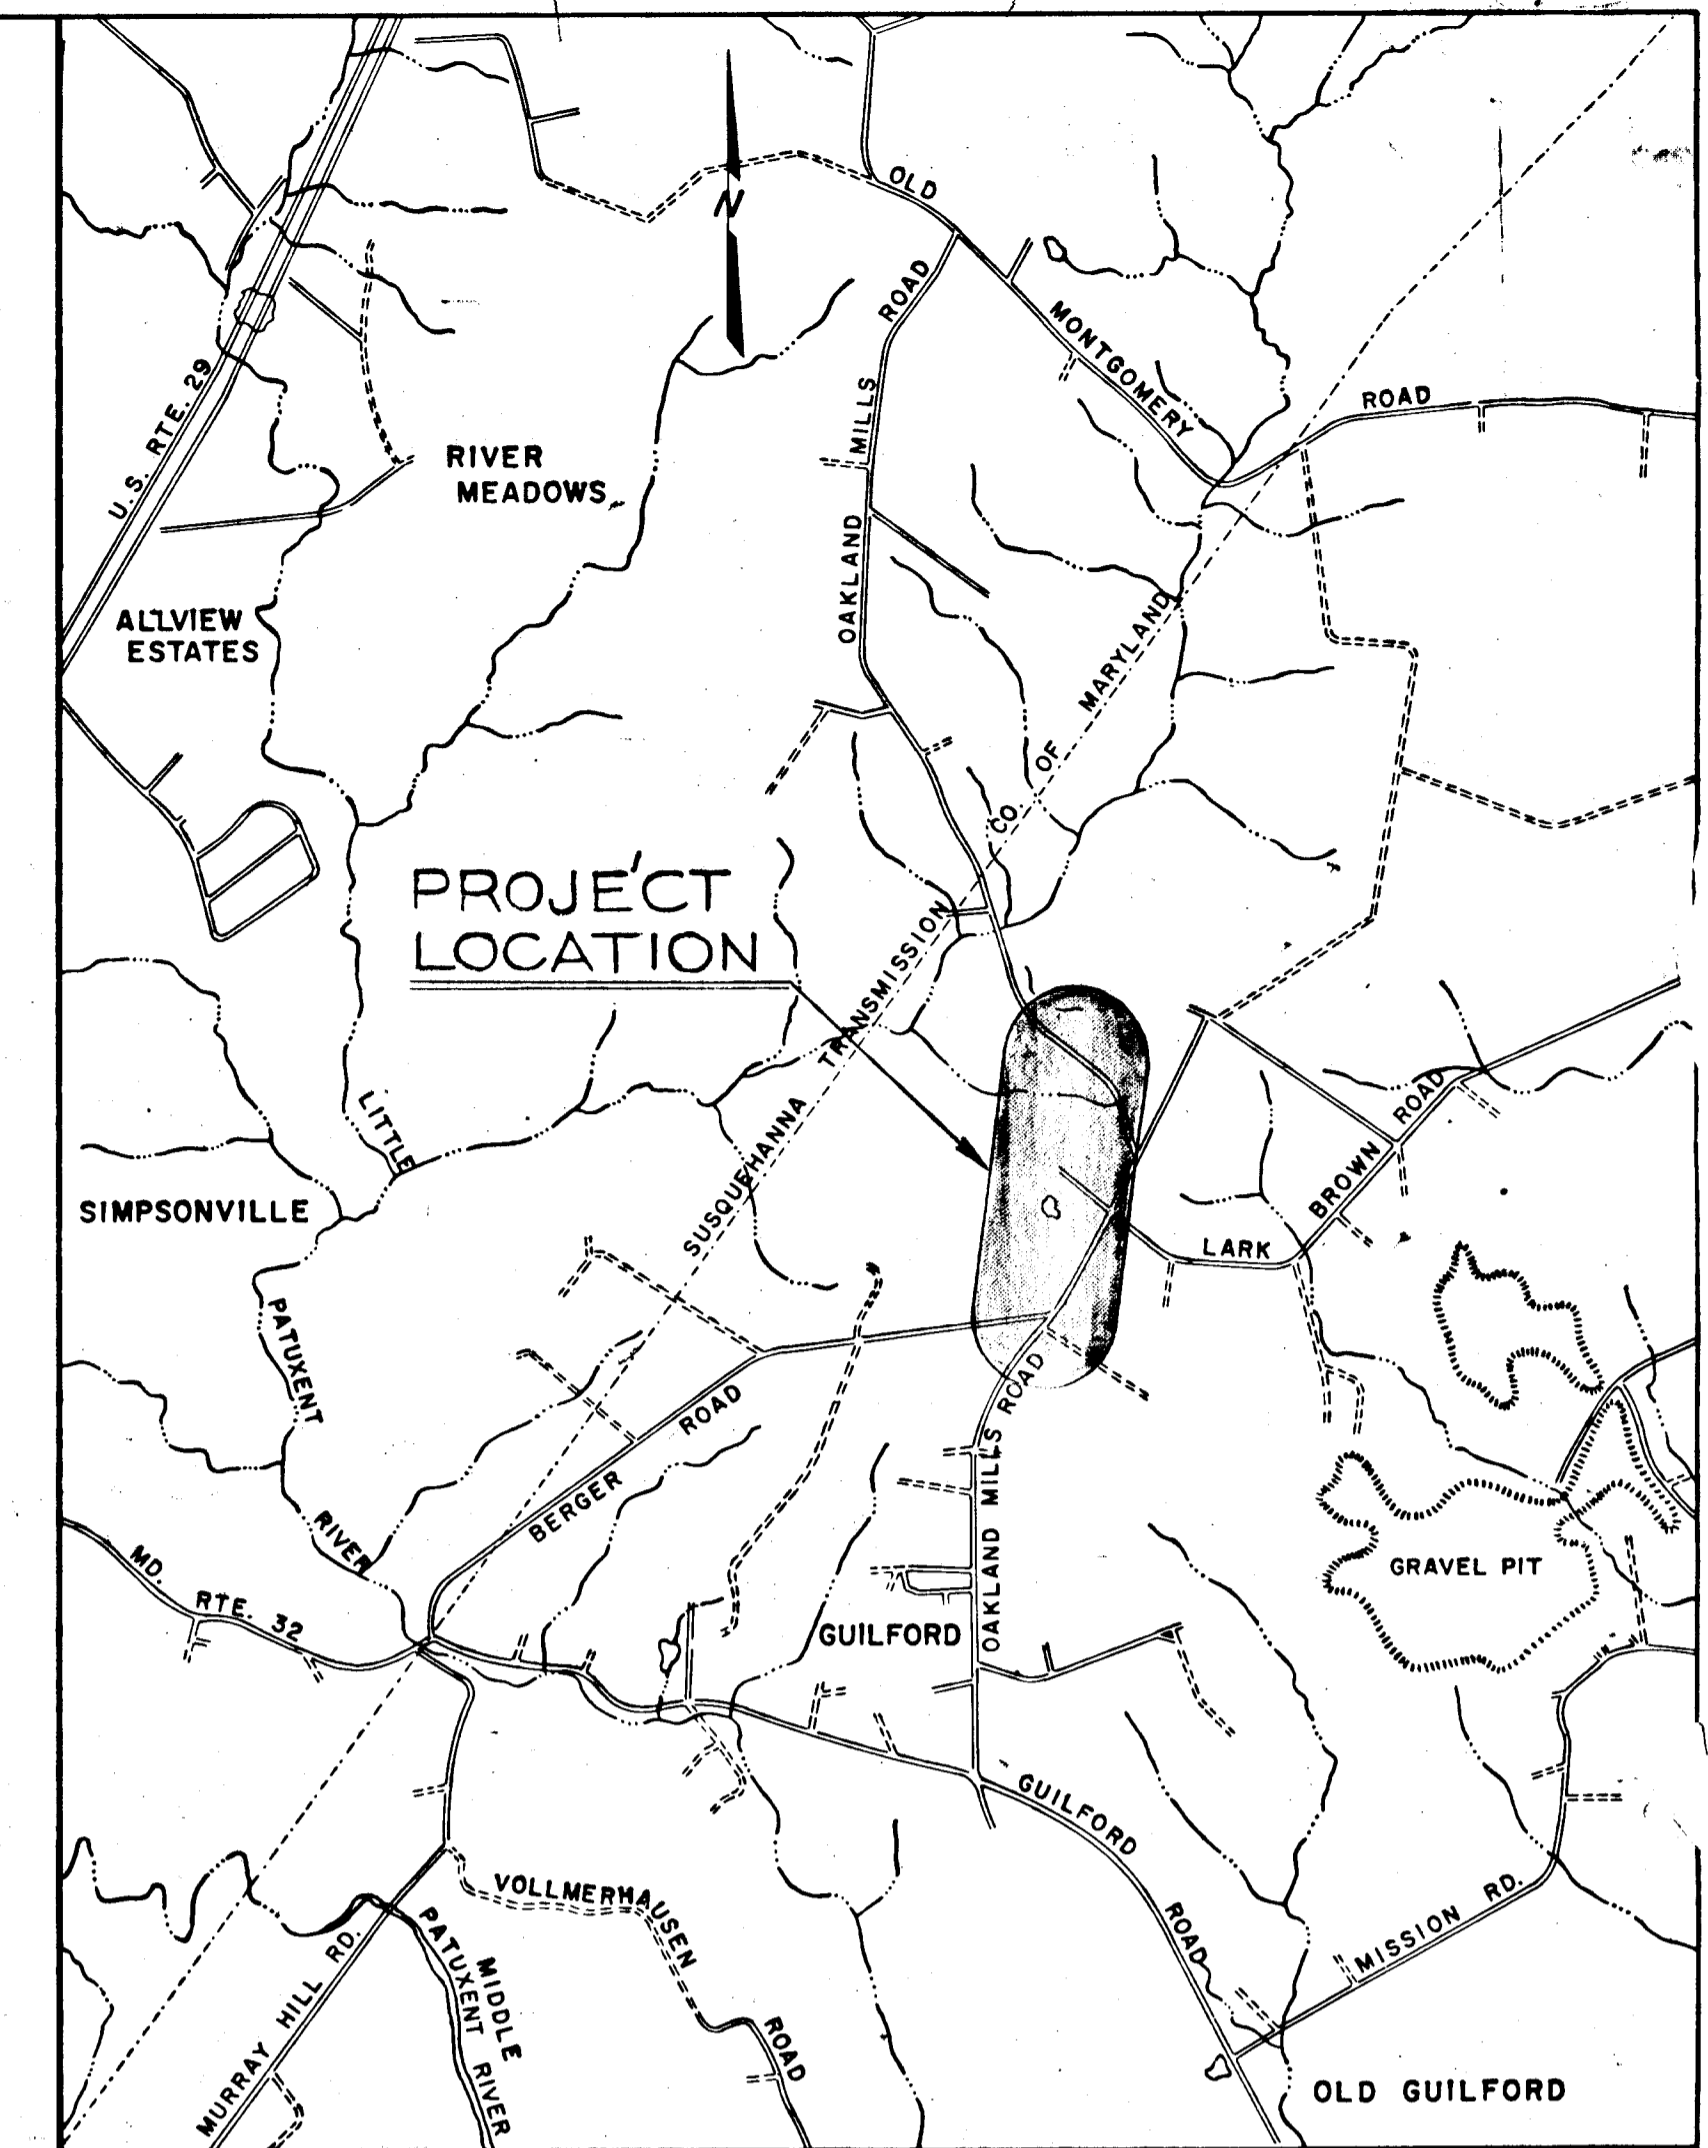 N
OLD
MONTGOMERY
ROAD
OAKLAND MILLS ROAD
U.S. RTE. 29
RIVER
MEADOWS
ALLVIEW
ESTATES
SUSQUEHANNA TRANSMISSION CO. OF MARYLAND
PROJECT
LOCATION
LITTLE
PATUXENT
RIVER
SIMPSONVILLE
LARK
BROWN
ROAD
BERGER ROAD
OAKLAND MILLS ROAD
GRAVEL PIT
MD. RTE. 32
GUILFORD
GUILFORD
ROAD
VOLLMERHAUSEN
ROAD
MISSION RD.
MURRAY HILL RD.
MIDDLE
PATUXENT RIVER
OLD GUILFORD